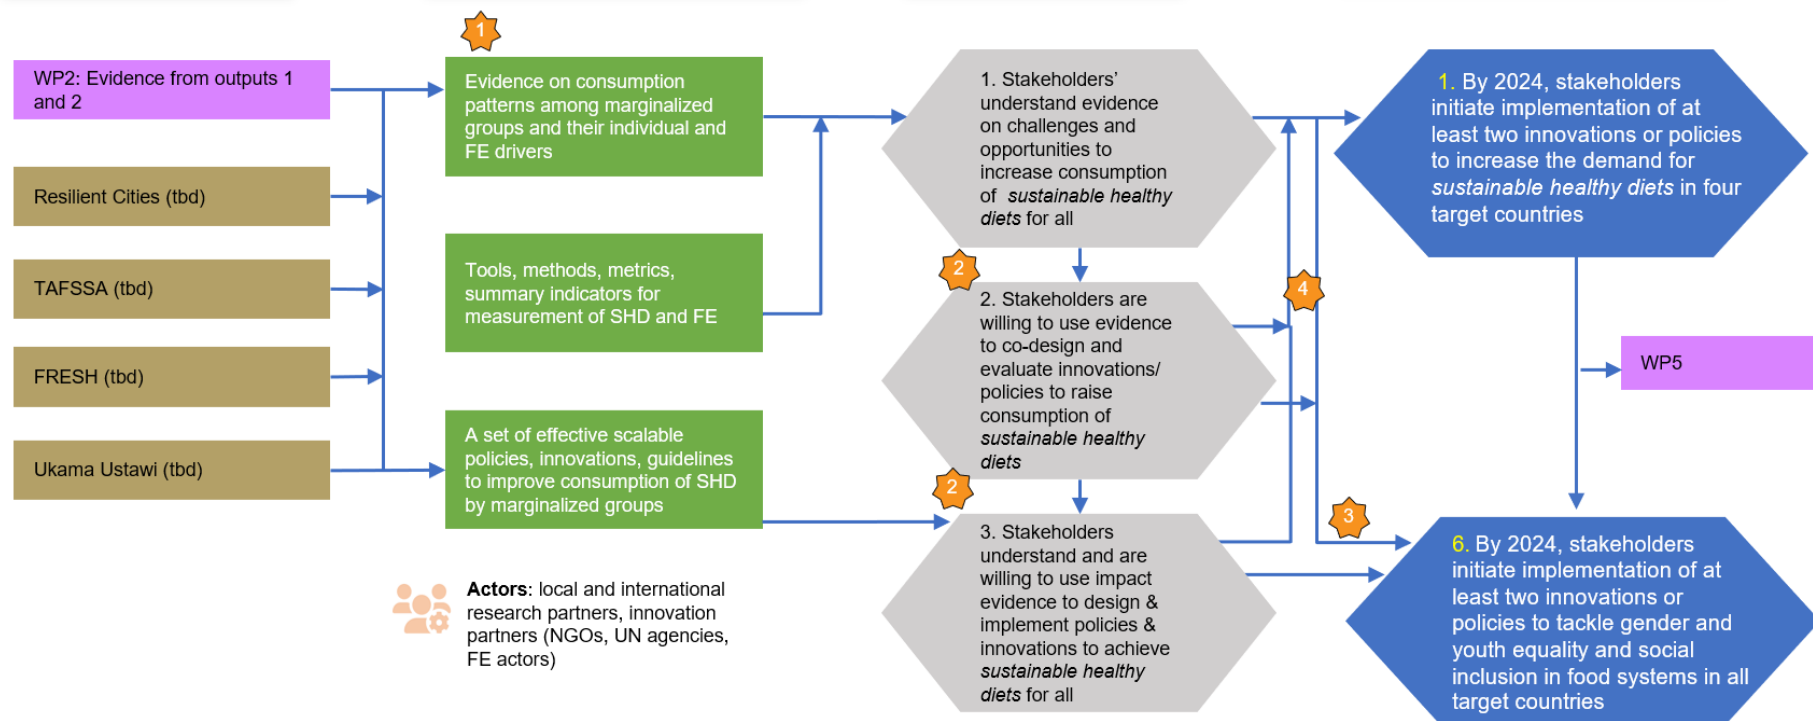 WP2: Evidence from outputs 1
and 2
Resilient Cities (tbd)
TAFSSA (tbd)
FRESH (tbd)
Ukama Ustawi (tbd)
1
Evidence on consumption
patterns among marginalized
groups and their individual and
FE drivers
Tools, methods, metrics,
summary indicators for
measurement of SHD and FE
A set of effective scalable
policies, innovations, guidelines
to improve consumption of SHD
by marginalized groups
Actors: local and international
research partners, innovation
partners (NGOs, UN agencies,
FE actors)
1. Stakeholders’
understand evidence
on challenges and
opportunities to
increase consumption
of sustainable healthy
diets for all
2
2. Stakeholders are
willing to use evidence
to co-design and
evaluate innovations/
policies to raise
consumption of
sustainable healthy
diets
2
3. Stakeholders
understand and are
willing to use impact
evidence to design &
implement policies &
innovations to achieve
sustainable healthy
diets for all
4
3
1. By 2024, stakeholders
initiate implementation of at
least two innovations or policies
to increase the demand for
sustainable healthy diets in four
target countries
WP5
6. By 2024, stakeholders
initiate implementation of at
least two innovations or
policies to tackle gender and
youth equality and social
inclusion in food systems in all
target countries